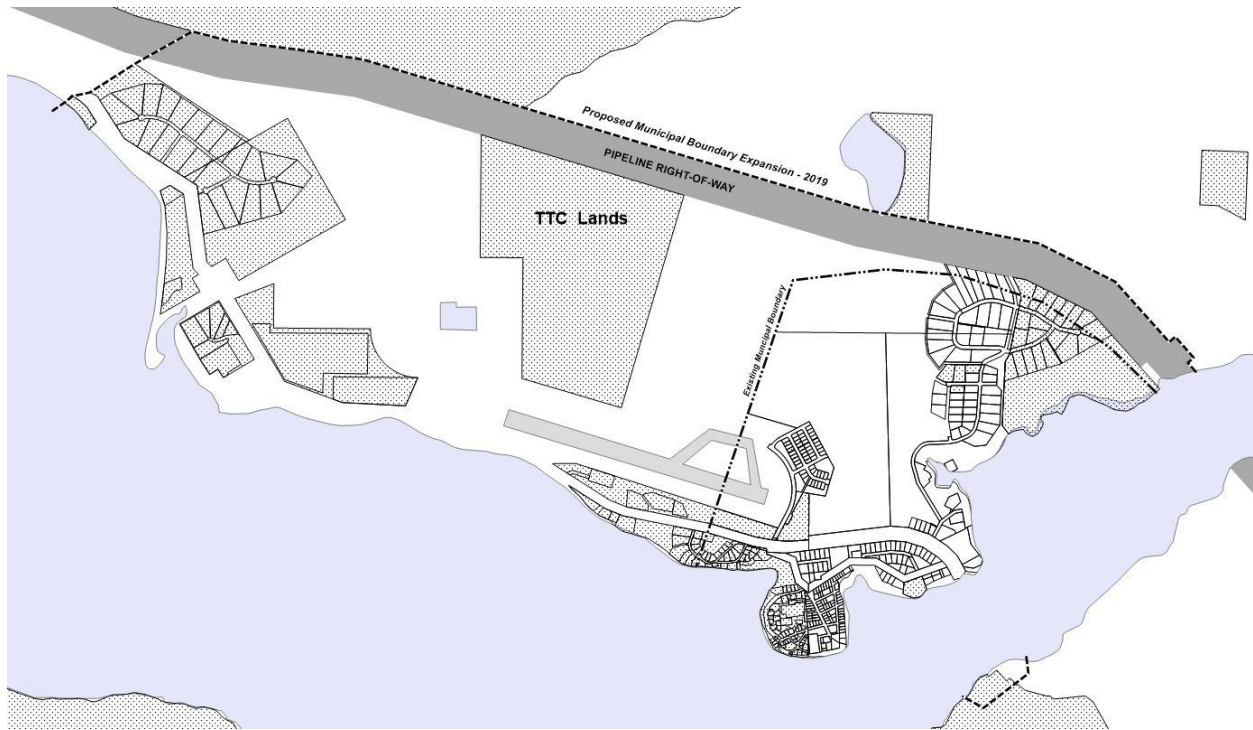 Proposed Municipal Boundary Expansion - 2019
PIPELINE RIGHT-OF-WAY
TTC Lands
Existing Municipal Boundary